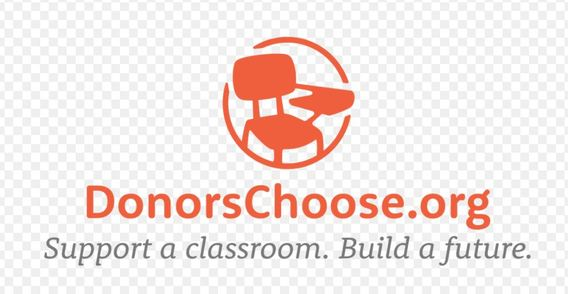 DonorsChoose.org
Support a classroom. Build a future.